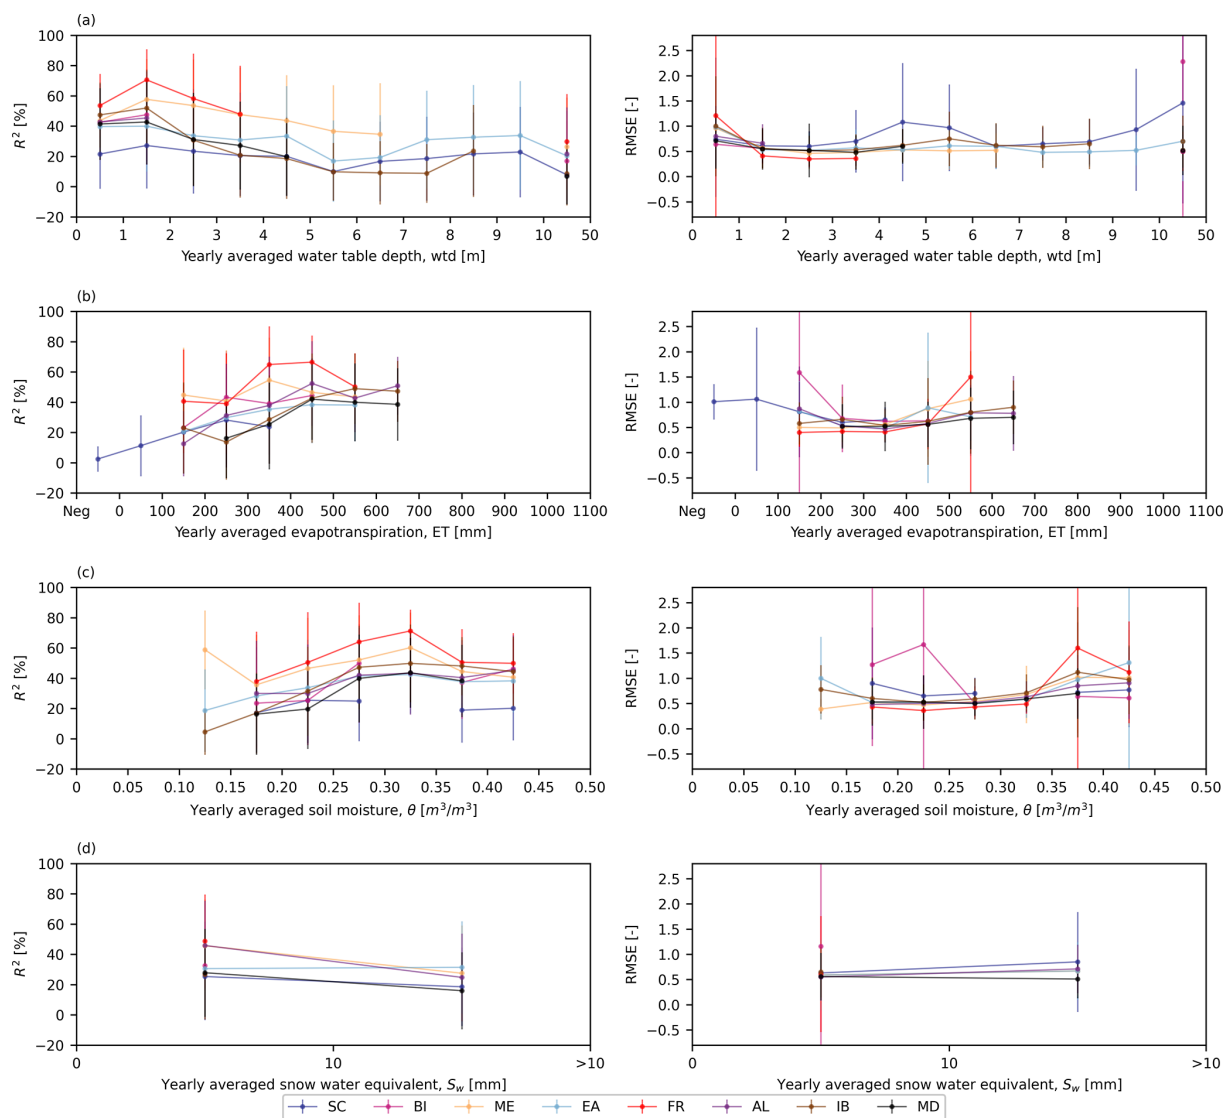 (a)
100
80
60
40
20
0
−20
R² [%]
0 1 2 3 4 5 6 7 8 9 10 50
Yearly averaged water table depth, wtd [m]
2.5
2.0
1.5
1.0
0.5
0.0
−0.5
RMSE [-]
0 1 2 3 4 5 6 7 8 9 10 50
Yearly averaged water table depth, wtd [m]
(b)
100
80
60
40
20
0
−20
R² [%]
Neg 0 100 200 300 400 500 600 700 800 900 1000 1100
Yearly averaged evapotranspiration, ET [mm]
2.5
2.0
1.5
1.0
0.5
0.0
−0.5
RMSE [-]
Neg 0 100 200 300 400 500 600 700 800 900 1000 1100
Yearly averaged evapotranspiration, ET [mm]
(c)
100
80
60
40
20
0
−20
R² [%]
0 0.05 0.10 0.15 0.20 0.25 0.30 0.35 0.40 0.45 0.50
Yearly averaged soil moisture, θ [m³/m³]
2.5
2.0
1.5
1.0
0.5
0.0
−0.5
RMSE [-]
0 0.05 0.10 0.15 0.20 0.25 0.30 0.35 0.40 0.45 0.50
Yearly averaged soil moisture, θ [m³/m³]
(d)
100
80
60
40
20
0
−20
R² [%]
0 10 >10
Yearly averaged snow water equivalent, S_w [mm]
2.5
2.0
1.5
1.0
0.5
0.0
−0.5
RMSE [-]
0 10 >10
Yearly averaged snow water equivalent, S_w [mm]
SC BI ME EA FR AL IB MD